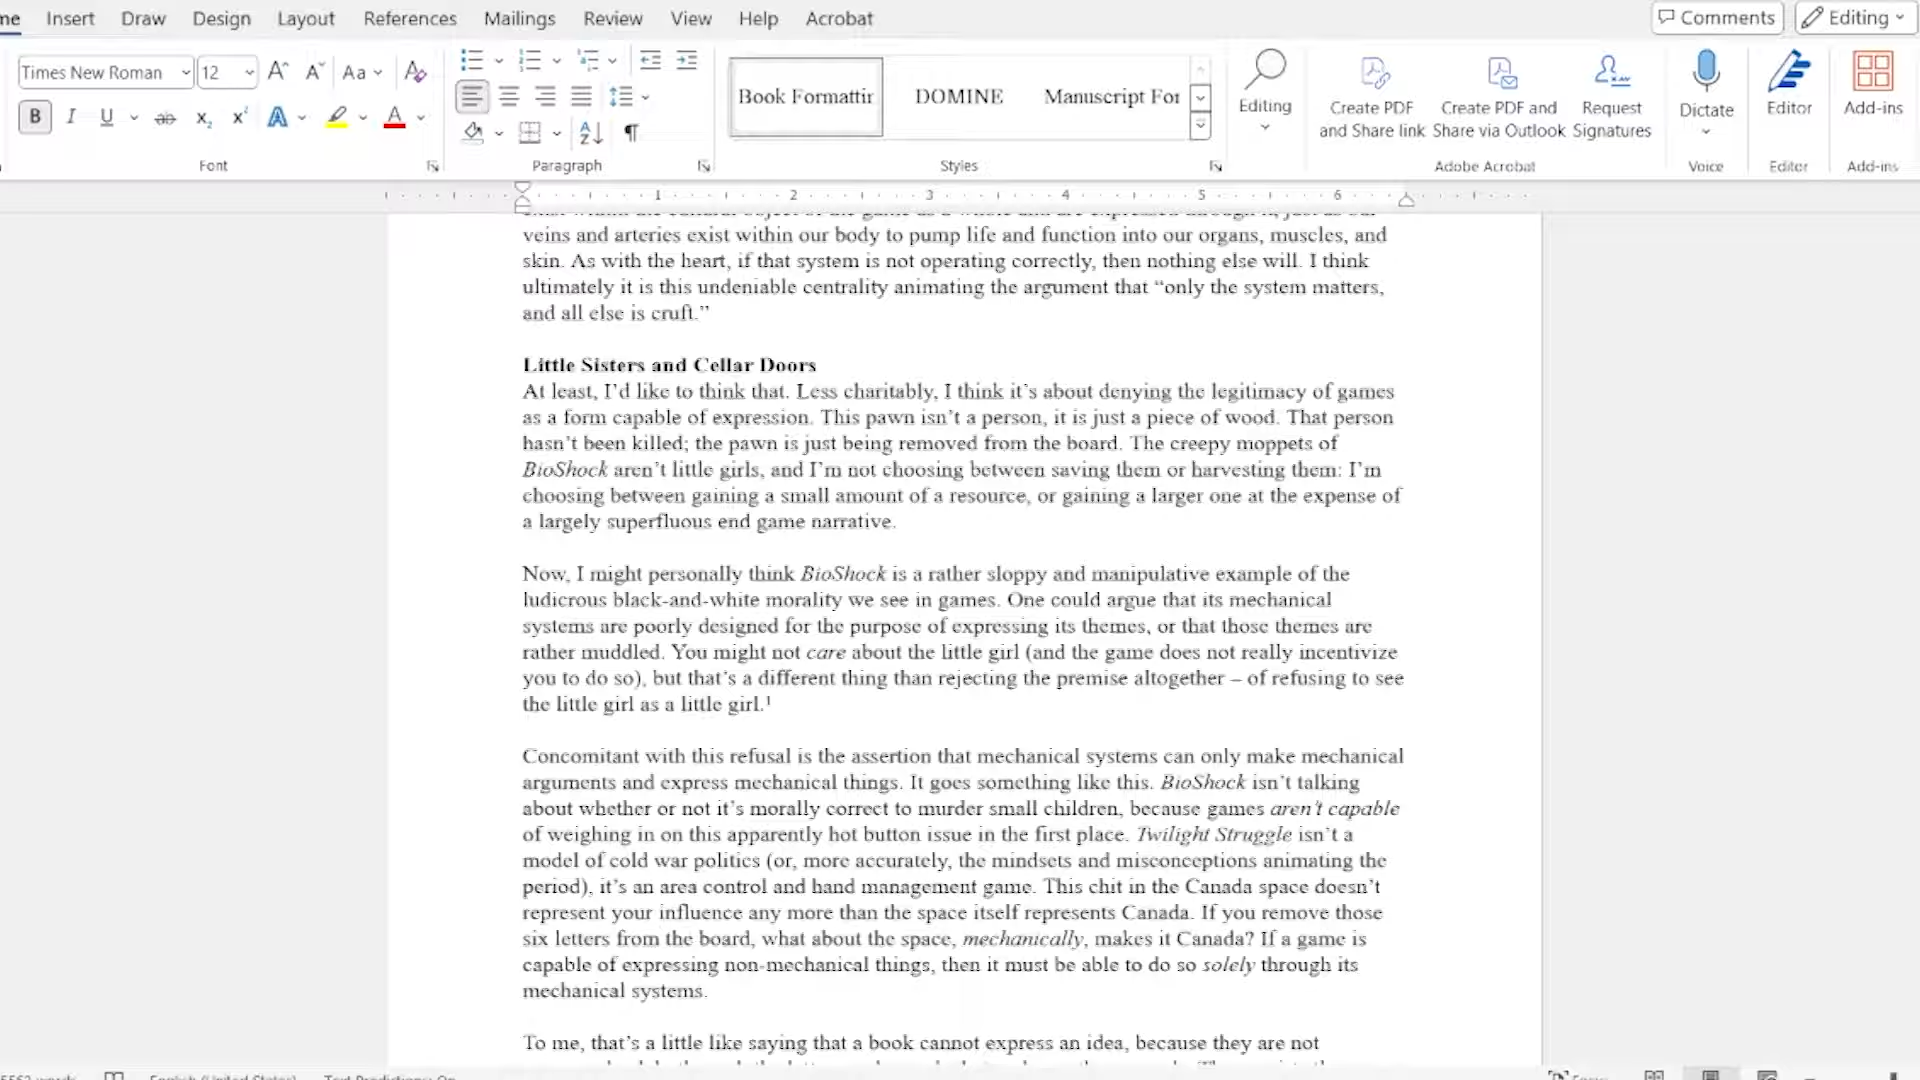 me Insert Draw Design Layout References Mailings Review View Help Acrobat Comments Editing
Times New Roman 12 Aa
B I U ab x₂ x² A A
Book Formattir DOMINE Manuscript For
Editing
Create PDF and Share link
Create PDF and Share via Outlook
Request Signatures
Dictate
Editor
Add-ins
Font Paragraph Styles Adobe Acrobat Voice Editor Add-ins
1 2 3 4 5 6
veins and arteries exist within our body to pump life and function into our organs, muscles, and
skin. As with the heart, if that system is not operating correctly, then nothing else will. I think
ultimately it is this undeniable centrality animating the argument that “only the system matters,
and all else is cruft.”
Little Sisters and Cellar Doors
At least, I’d like to think that. Less charitably, I think it’s about denying the legitimacy of games
as a form capable of expression. This pawn isn’t a person, it is just a piece of wood. That person
hasn’t been killed; the pawn is just being removed from the board. The creepy moppets of
BioShock aren’t little girls, and I’m not choosing between saving them or harvesting them: I’m
choosing between gaining a small amount of a resource, or gaining a larger one at the expense of
a largely superfluous end game narrative.
Now, I might personally think BioShock is a rather sloppy and manipulative example of the
ludicrous black-and-white morality we see in games. One could argue that its mechanical
systems are poorly designed for the purpose of expressing its themes, or that those themes are
rather muddled. You might not care about the little girl (and the game does not really incentivize
you to do so), but that’s a different thing than rejecting the premise altogether – of refusing to see
the little girl as a little girl.¹
Concomitant with this refusal is the assertion that mechanical systems can only make mechanical
arguments and express mechanical things. It goes something like this. BioShock isn’t talking
about whether or not it’s morally correct to murder small children, because games aren’t capable
of weighing in on this apparently hot button issue in the first place. Twilight Struggle isn’t a
model of cold war politics (or, more accurately, the mindsets and misconceptions animating the
period), it’s an area control and hand management game. This chit in the Canada space doesn’t
represent your influence any more than the space itself represents Canada. If you remove those
six letters from the board, what about the space, mechanically, makes it Canada? If a game is
capable of expressing non-mechanical things, then it must be able to do so solely through its
mechanical systems.
To me, that’s a little like saying that a book cannot express an idea, because they are not